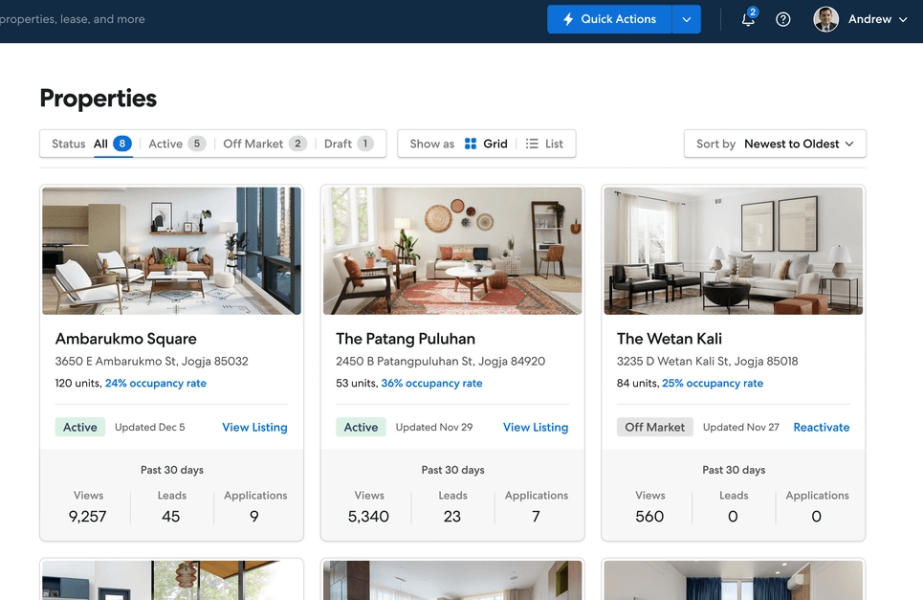 properties, lease, and more
Quick Actions
2
Andrew
Properties
Status All 8 Active 5 Off Market 2 Draft 1
Show as Grid List
Sort by Newest to Oldest
Ambarukmo Square
3650 E Ambarukmo St, Jogja 85032
120 units, 24% occupancy rate
Active Updated Dec 5 View Listing
Past 30 days
Views Leads Applications
9,257 45 9
The Patang Puluhan
2450 B Patangpuluhan St, Jogja 84920
53 units, 36% occupancy rate
Active Updated Nov 29 View Listing
Past 30 days
Views Leads Applications
5,340 23 7
The Wetan Kali
3235 D Wetan Kali St, Jogja 85018
84 units, 25% occupancy rate
Off Market Updated Nov 27 Reactivate
Past 30 days
Views Leads Applications
560 0 0